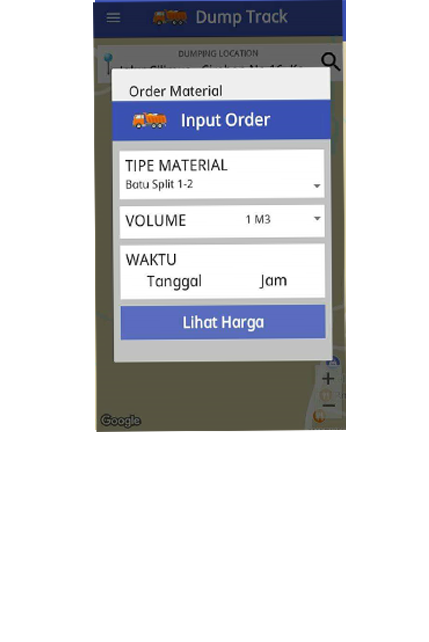 Dump Track
DUMPING LOCATION
Order Material
Input Order
TIPE MATERIAL
Batu Split 1-2
VOLUME 1 M3
WAKTU
Tanggal Jam
Lihat Harga
+
−
Google